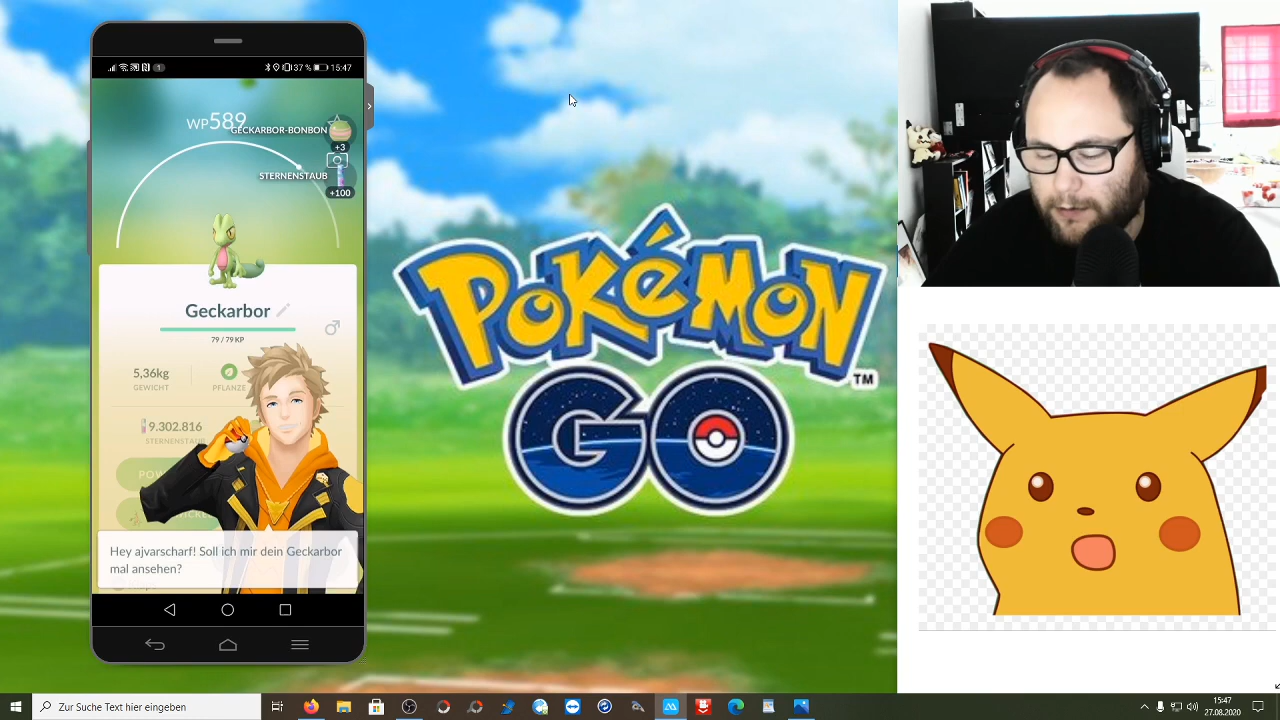 1
37 %
15:47
WP589
GECKARBOR-BONBON
+3
STERNENSTAUB
+100
Geckarbor
79 / 79 KP
5,36kg
GEWICHT
PFLANZE
9.302.816
STERNENSTAUB
POW
Hey ajvarscharf! Soll ich mir dein Geckarbor
mal ansehen?
POKÉMON
TM
GO
Zur Suche Text hier eingeben
15:47
27.08.2020